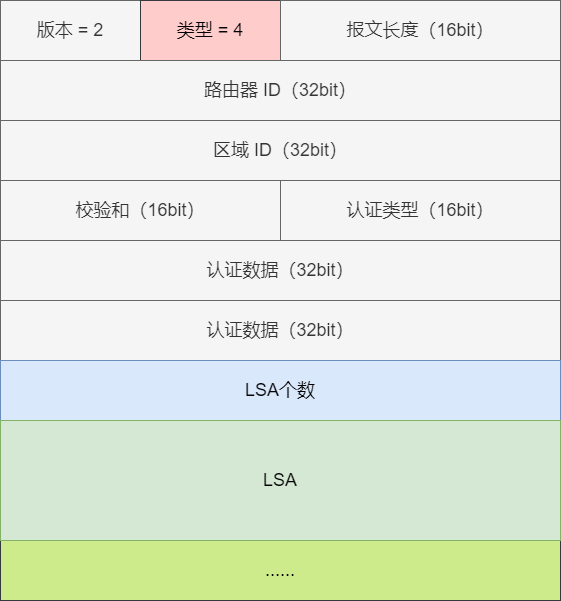 版本 = 2 类型 = 4 报文长度（16bit）
路由器 ID（32bit）
区域 ID（32bit）
校验和（16bit） 认证类型（16bit）
认证数据（32bit）
认证数据（32bit）
LSA个数
LSA
......